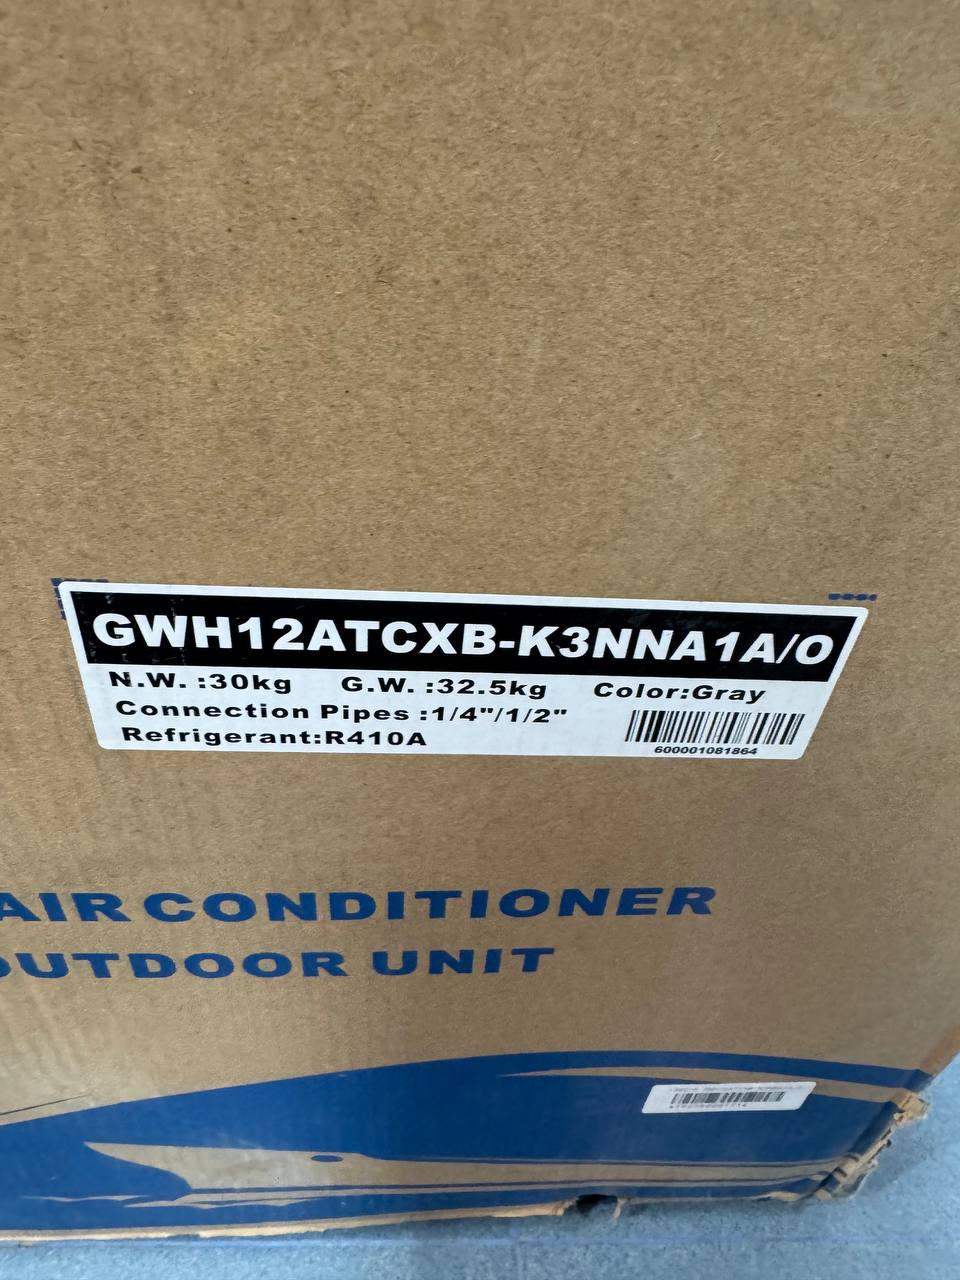 GWH12ATCXB-K3NNA1A/O
N.W. :30kg G.W. :32.5kg Color:Gray
Connection Pipes :1/4"/1/2"
Refrigerant:R410A
600001081864
AIR CONDITIONER
OUTDOOR UNIT